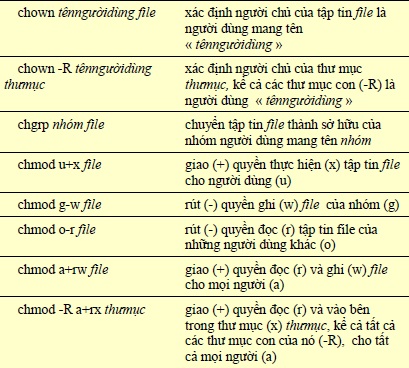 chown tênngườidùng file
xác định người chủ của tập tin file là
người dùng mang tên
« tênngườidùng »
chown -R tênngườidùng
thưmục
xác định người chủ của thư mục
thưmục, kể cả các thư mục con (-R) là
người dùng « tênngườidùng »
chgrp nhóm file
chuyển tập tin file thành sở hữu của
nhóm người dùng mang tên nhóm
chmod u+x file
giao (+) quyền thực hiện (x) tập tin file
cho người dùng (u)
chmod g-w file
rút (-) quyền ghi (w) file của nhóm (g)
chmod o-r file
rút (-) quyền đọc (r) tập tin file của
những người dùng khác (o)
chmod a+rw file
giao (+) quyền đọc (r) và ghi (w) file
cho mọi người (a)
chmod -R a+rx thưmục
giao (+) quyền đọc (r) và vào bên
trong thư mục (x) thưmục, kể cả tất cả
các thư mục con của nó (-R), cho tất
cả mọi người (a)